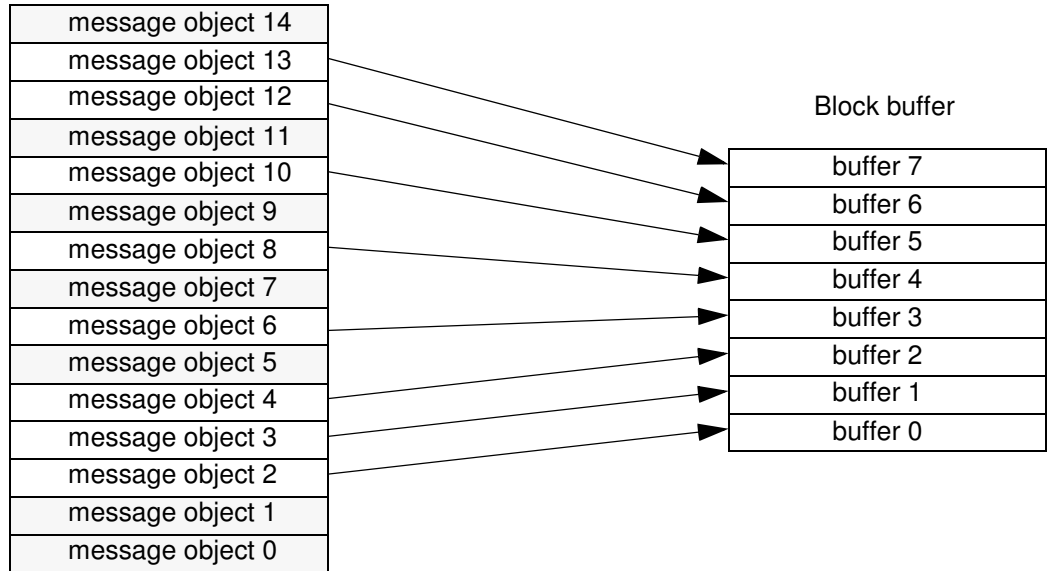 message object 14
message object 13
message object 12
message object 11
message object 10
message object 9
message object 8
message object 7
message object 6
message object 5
message object 4
message object 3
message object 2
message object 1
message object 0
Block buffer
buffer 7
buffer 6
buffer 5
buffer 4
buffer 3
buffer 2
buffer 1
buffer 0